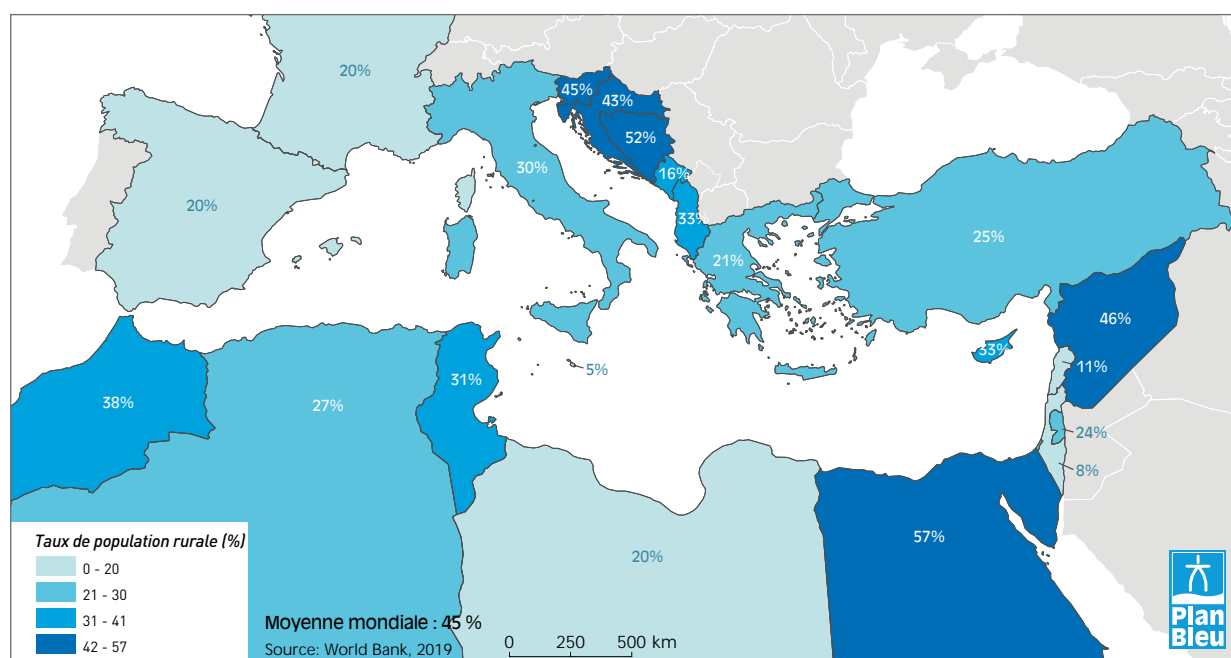 20%
45%
43%
52%
30%
16%
20%
33%
25%
21%
46%
33%
11%
5%
31%
38%
27%
24%
8%
57%
20%
Taux de population rurale (%)
0 - 20
21 - 30
31 - 41
42 - 57
Moyenne mondiale : 45 %
Source: World Bank, 2019
0 250 500 km
Plan
Bleu